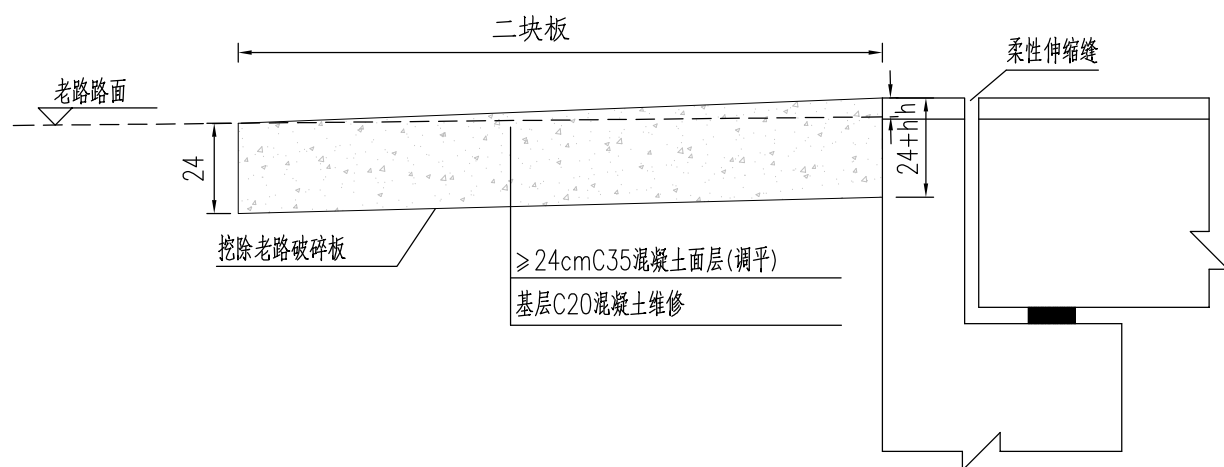 二块板
柔性伸缩缝
老路路面
h
24
24+h
挖除老路破碎板
≥24cmC35混凝土面层(调平)
基层C20混凝土维修